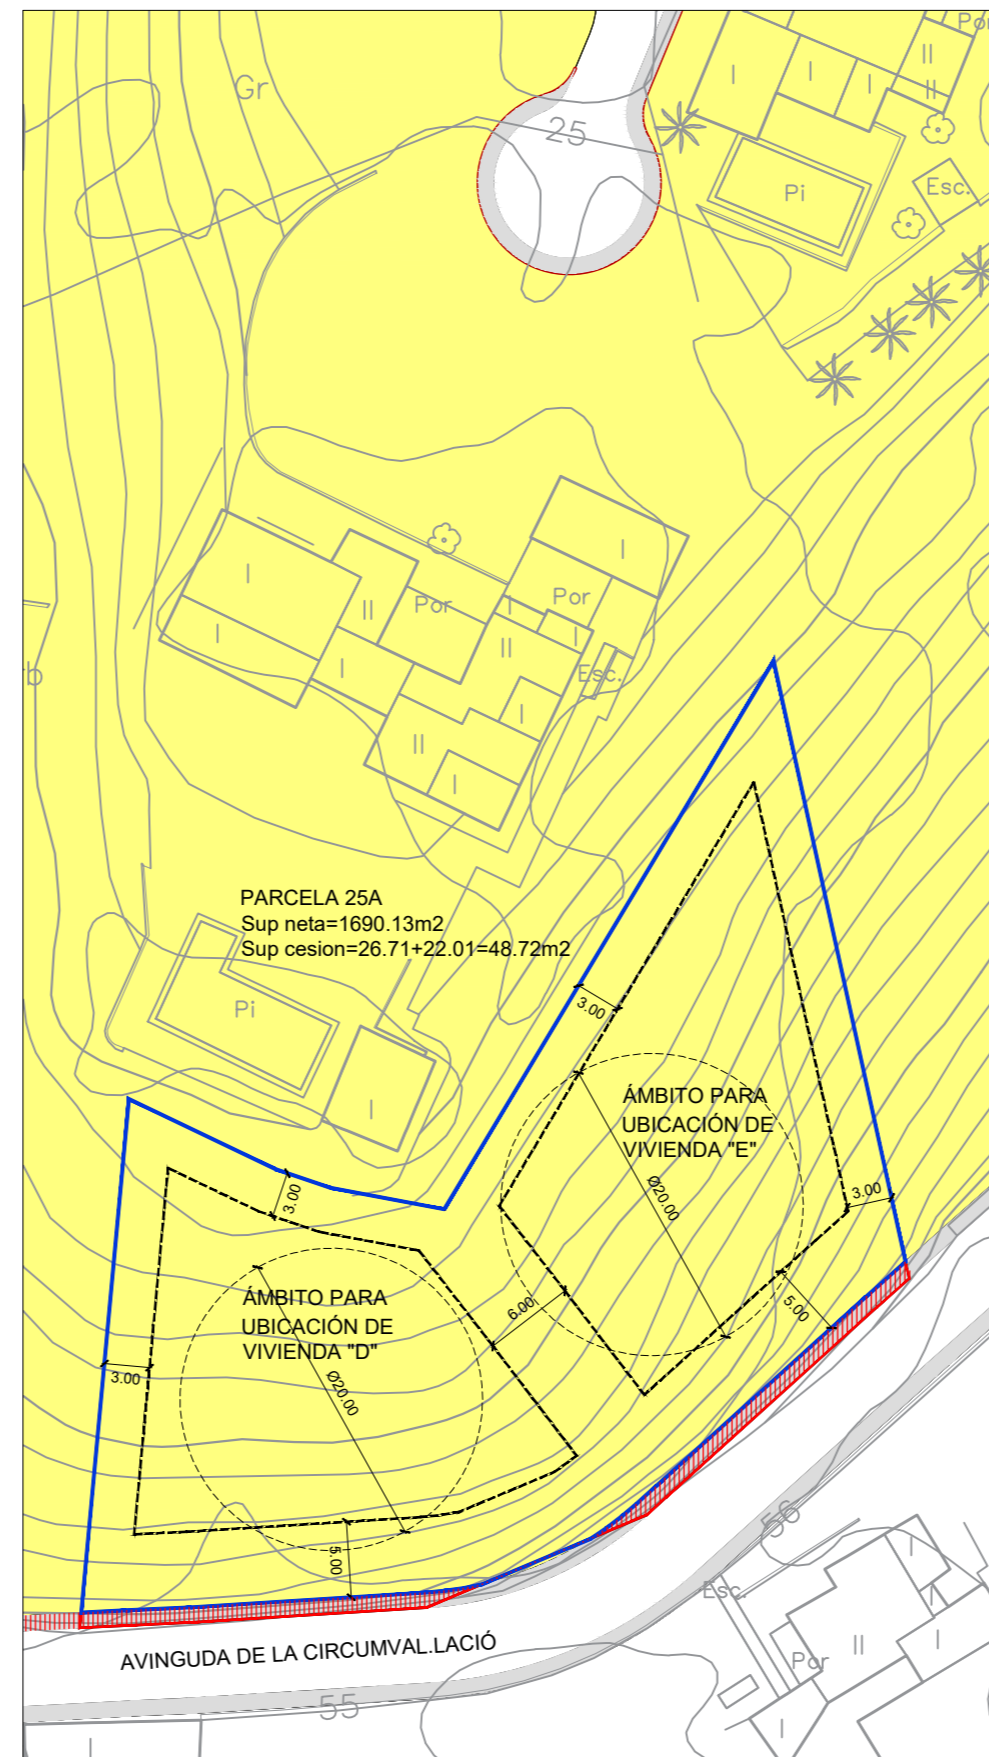 Gr
25
I
I
I
II
II
Por
Pi
Esc.
I
I
II
Por
I
I
Por
I
II
I
I
Esc.
II
I
I
rb
PARCELA 25A
Sup neta=1690.13m2
Sup cesion=26.71+22.01=48.72m2
Pi
I
3.00
ÁMBITO PARA
UBICACIÓN DE
VIVIENDA "E"
Ø20.00
3.00
3.00
5.00
6.00
ÁMBITO PARA
UBICACIÓN DE
VIVIENDA "D"
Ø20.00
3.00
5.00
AVINGUDA DE LA CIRCUMVAL.LACIÓ
55
56
Esc.
Por
II
I
I
I
I
I